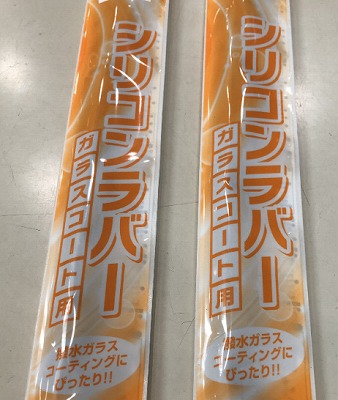 シリコンラバー
ガラスコート用
撥水ガラス
コーティングに
ぴったり!!
シリコンラバー
ガラスコート用
撥水ガラス
コーティングに
ぴったり!!